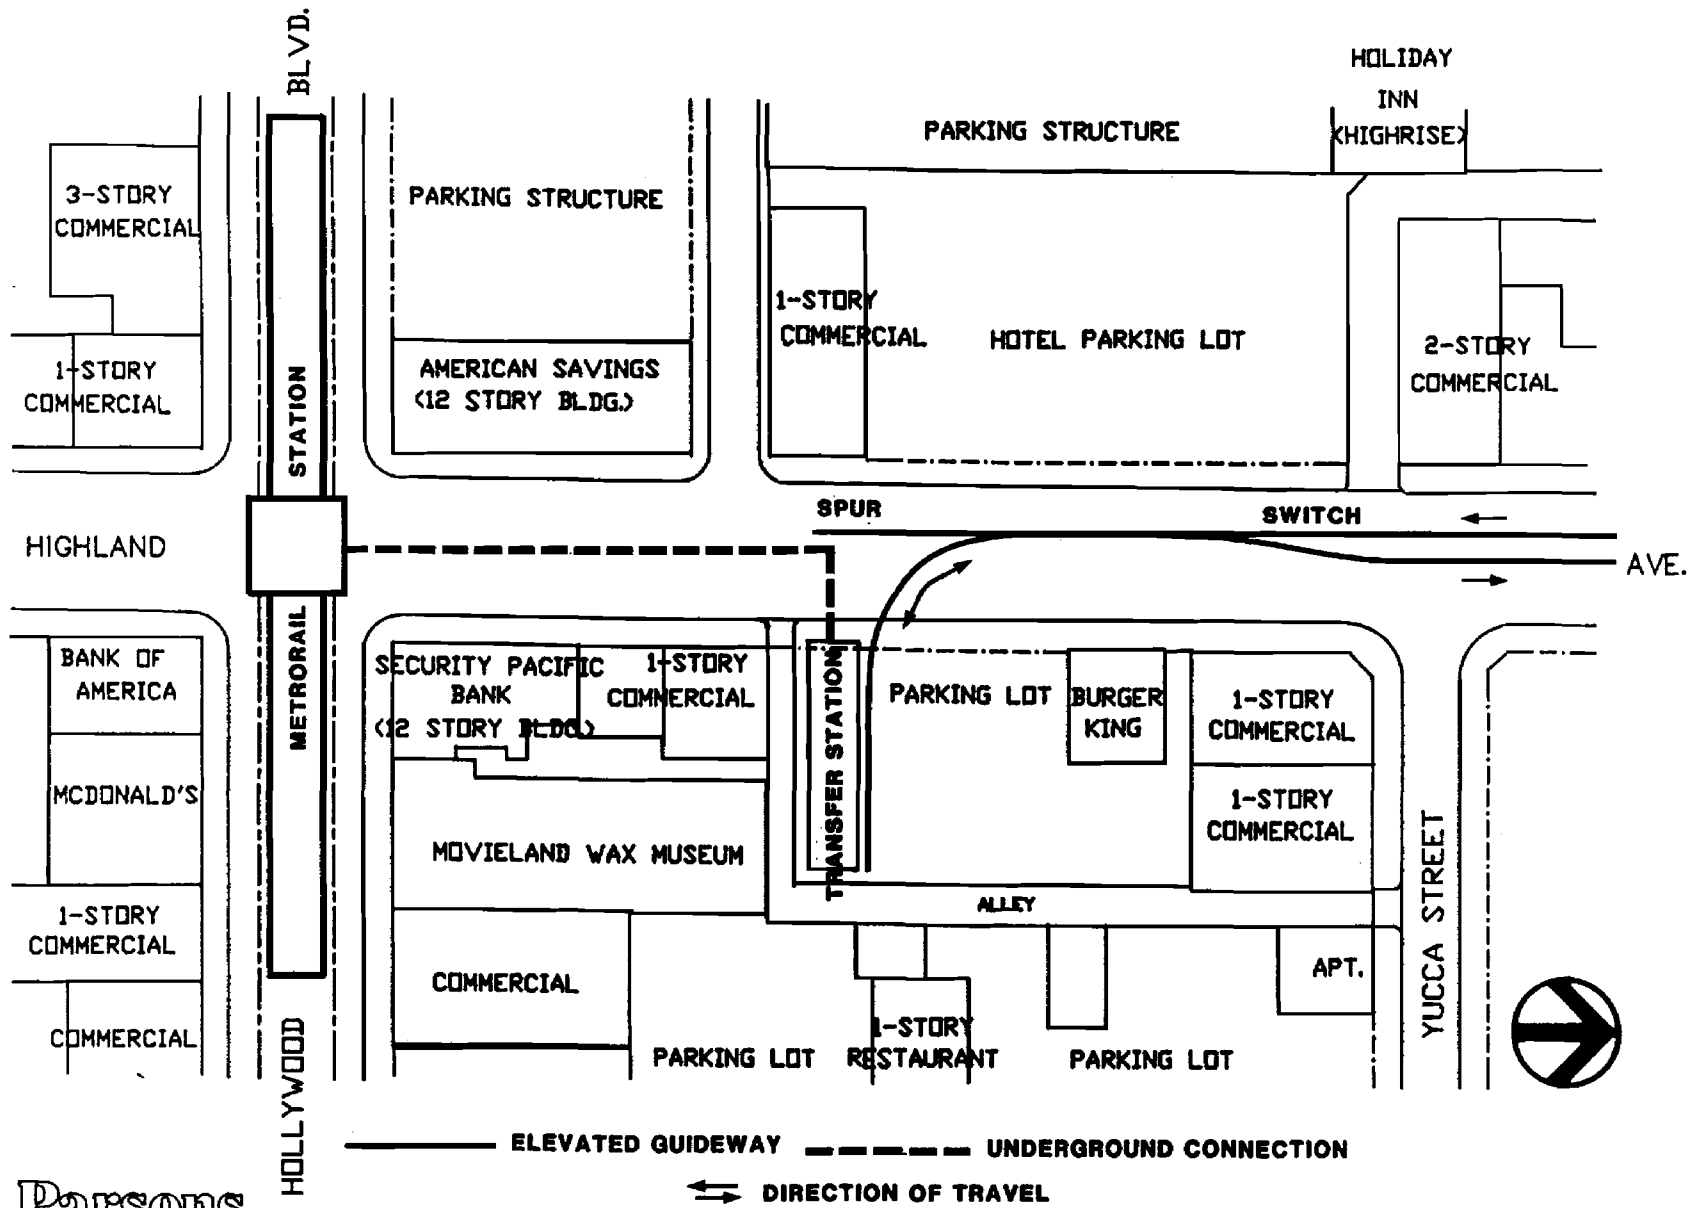 BLVD.
HOLIDAY
INN
(HIGHRISE)
PARKING STRUCTURE
3-STORY
COMMERCIAL
PARKING STRUCTURE
1-STORY
COMMERCIAL
HOTEL PARKING LOT
2-STORY
COMMERCIAL
1-STORY
COMMERCIAL
STATION
AMERICAN SAVINGS
(12 STORY BLDG.)
SPUR
SWITCH
HIGHLAND
AVE.
METRORAIL
BANK OF
AMERICA
SECURITY PACIFIC
BANK
(12 STORY BLDG.)
1-STORY
COMMERCIAL
TRANSFER STATION
PARKING LOT
BURGER
KING
1-STORY
COMMERCIAL
MCDONALD'S
1-STORY
COMMERCIAL
MOVIELAND WAX MUSEUM
YUCCA STREET
ALLEY
1-STORY
COMMERCIAL
COMMERCIAL
APT.
COMMERCIAL
HOLLYWOOD
PARKING LOT
1-STORY
RESTAURANT
PARKING LOT
ELEVATED GUIDEWAY
UNDERGROUND CONNECTION
DIRECTION OF TRAVEL
Parsons